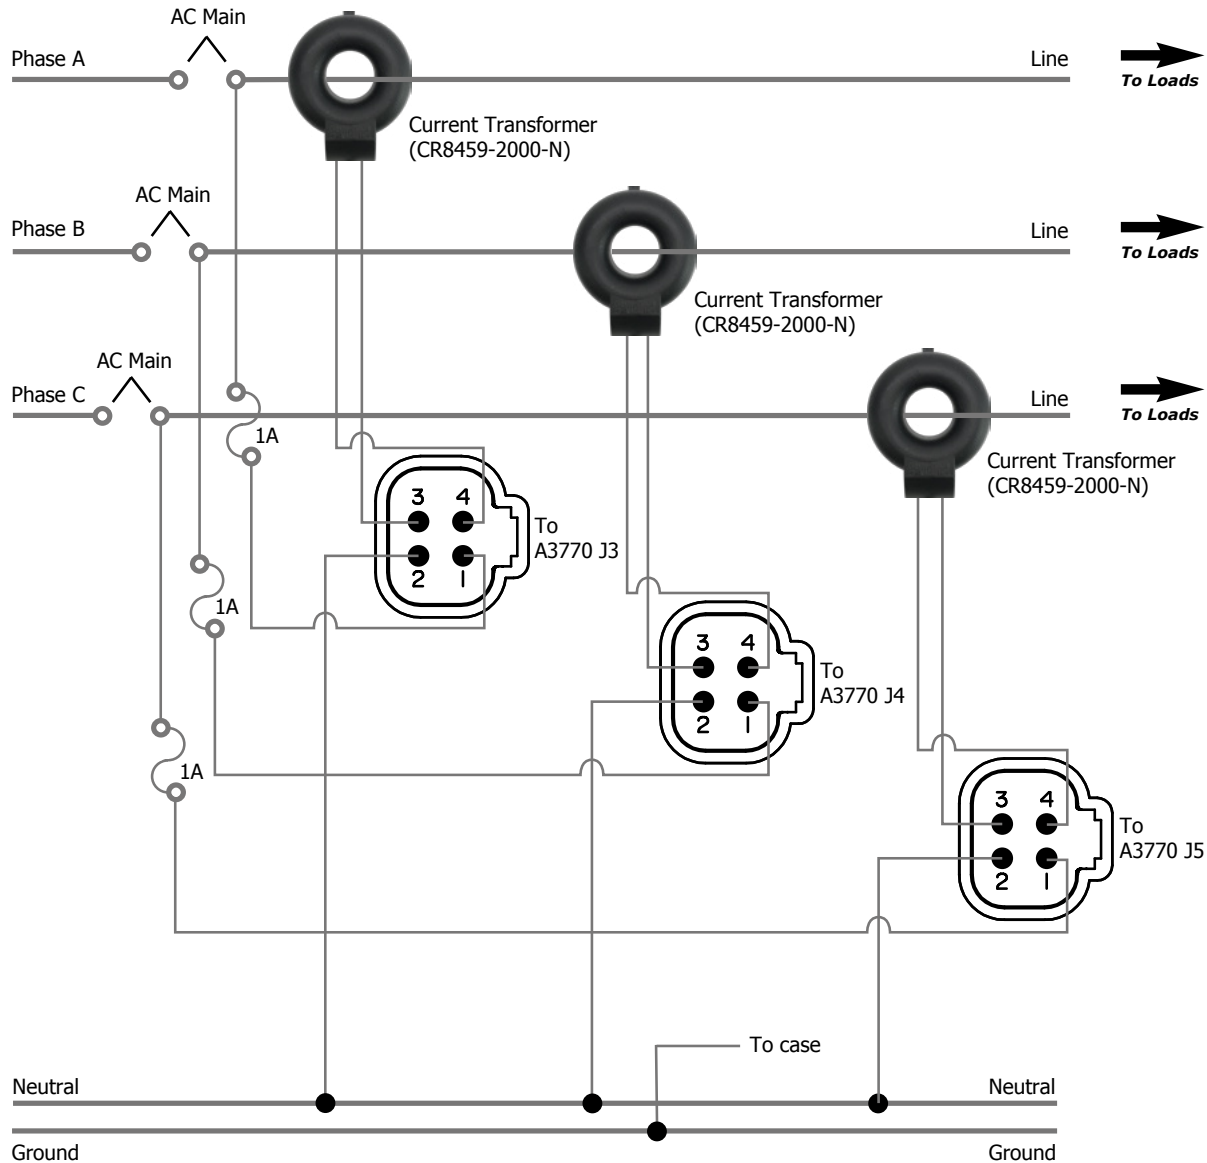 AC Main
Phase A
Line
To Loads
Current Transformer
(CR8459-2000-N)
AC Main
Phase B
Line
To Loads
Current Transformer
(CR8459-2000-N)
AC Main
Phase C
Line
To Loads
1A
Current Transformer
(CR8459-2000-N)
3 4
To
A3770 J3
2 1
1A
3 4
To
A3770 J4
2 1
1A
3 4
To
A3770 J5
2 1
To case
Neutral Neutral
Ground Ground